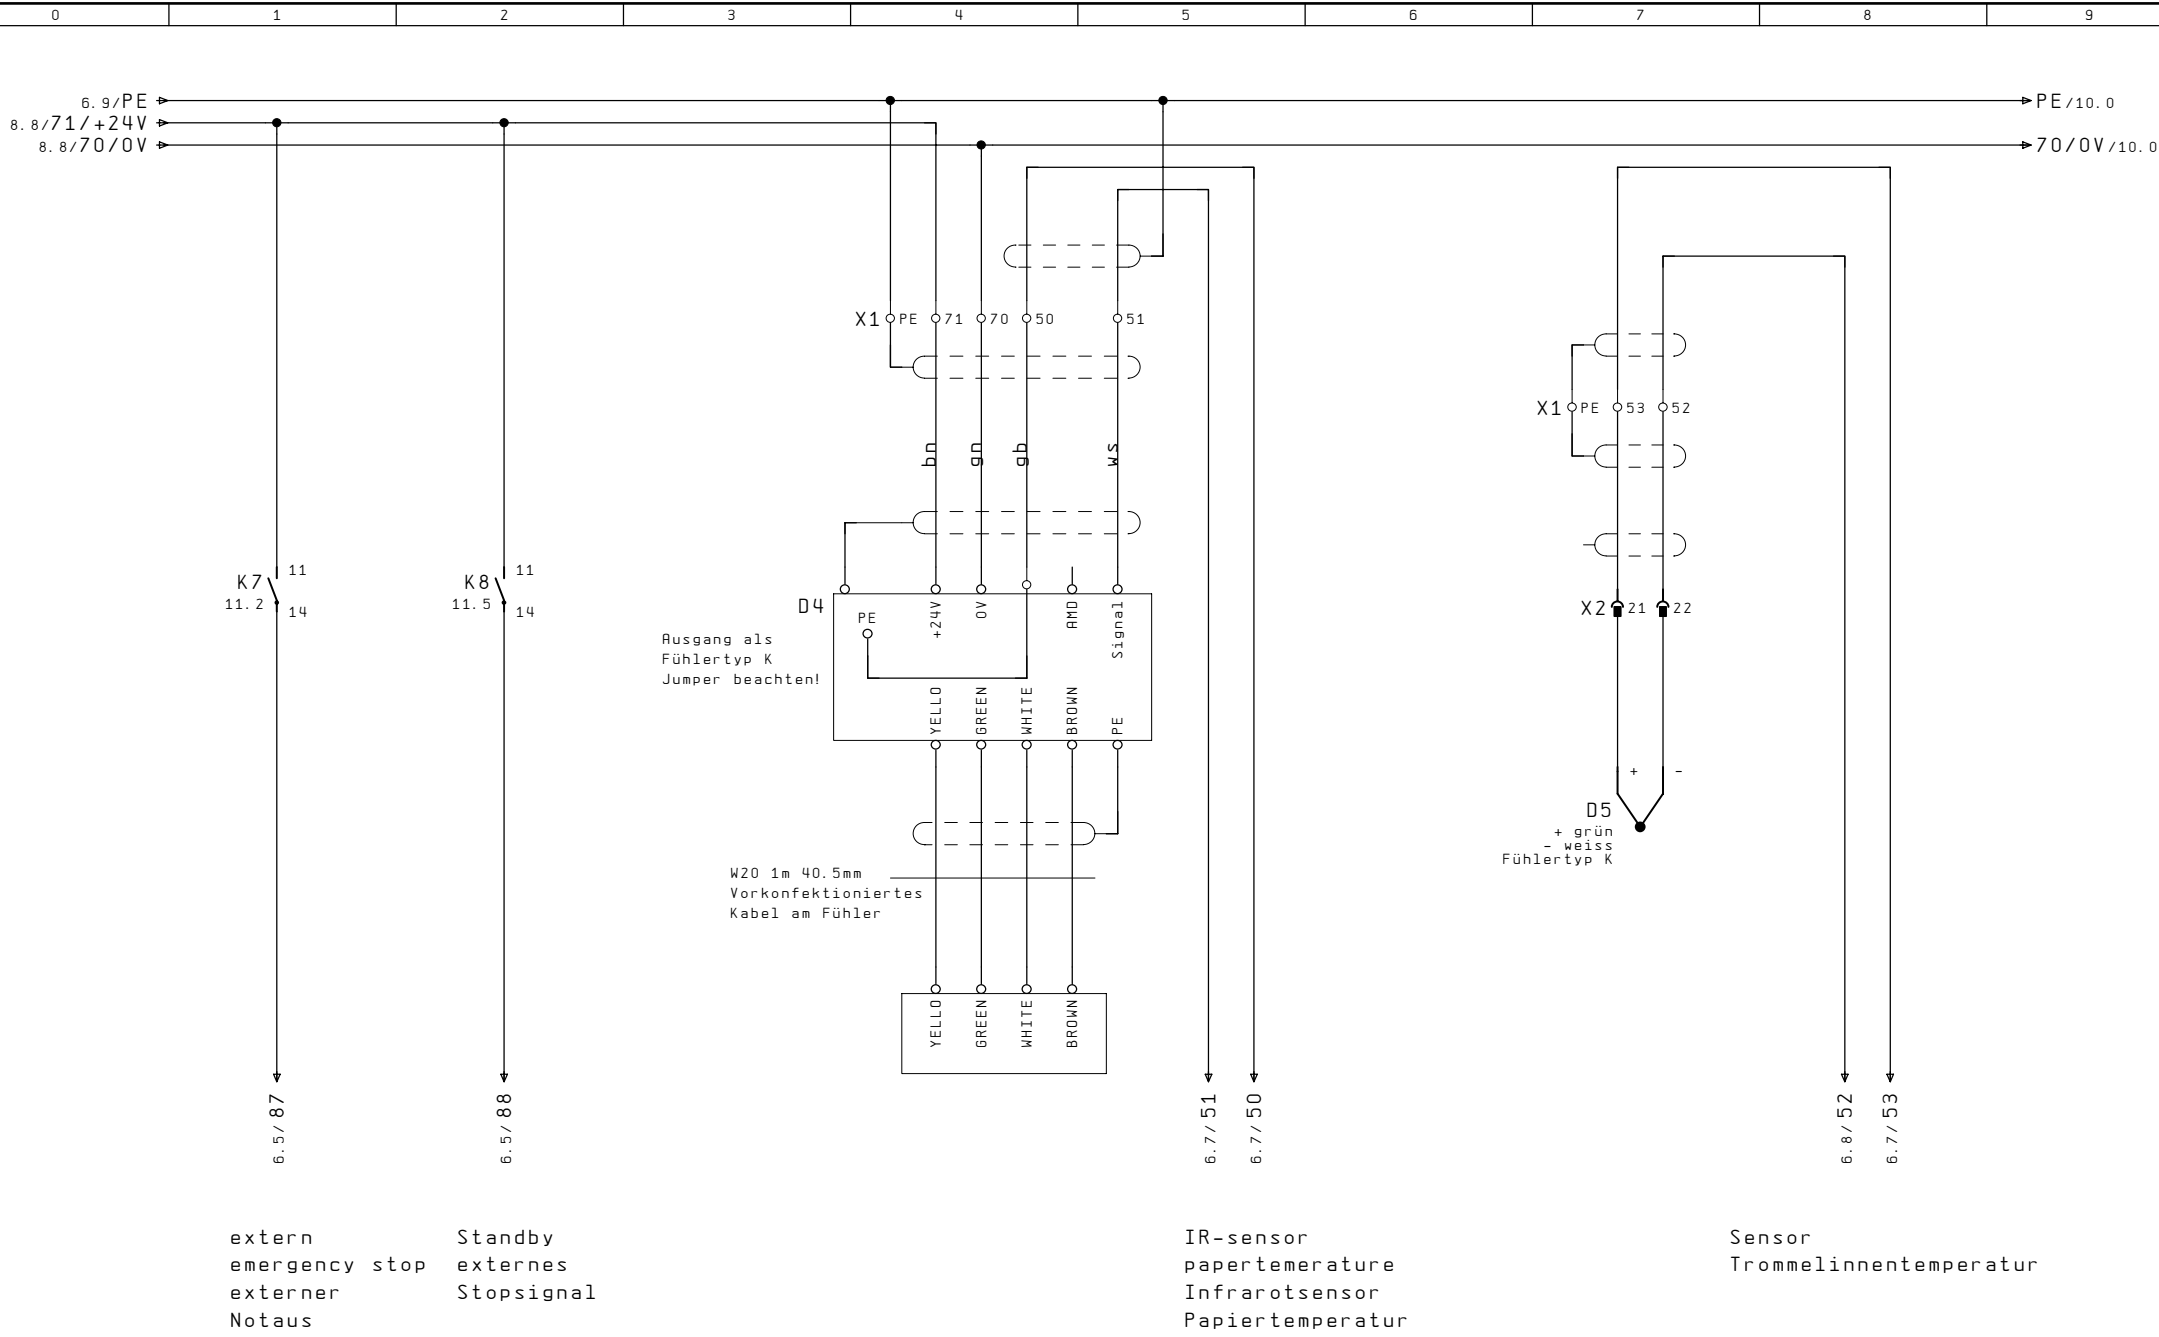 0 1 2 3 4 5 6 7 8 9
6.9/PE
PE/10.0
8.8/71/+24V
8.8/70/0V
70/0V/10.0
X1 PE 71 70 50 51
X1 PE 53 52
bn gn gb ws
K7
11.2
11
14
K8
11.5
11
14
D4
PE
+24V
0V
AMD
Signal
Ausgang als
Fühlertyp K
Jumper beachten!
YELLO
GREEN
WHITE
BROWN
PE
X2 21 22
+ -
D5
+ grün
- weiss
Fühlertyp K
W20 1m 40.5mm
Vorkonfektioniertes
Kabel am Fühler
YELLO
GREEN
WHITE
BROWN
6.5/87
6.5/88
6.7/51
6.7/50
6.8/52
6.7/53
extern
emergency stop
externer
Notaus
Standby
externes
Stopsignal
IR-sensor
papertemerature
Infrarotsensor
Papiertemperatur
Sensor
Trommelinnentemperatur